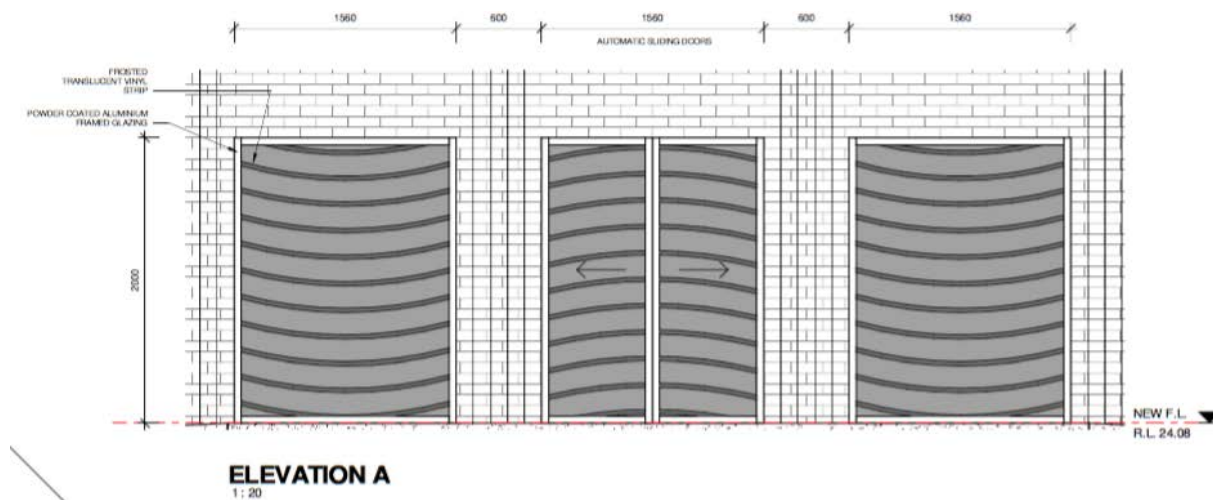 1560
600
1560
600
1560
AUTOMATIC SLIDING DOORS
FROSTED
TRANSLUCENT VINYL
STRIP
POWDER COATED ALUMINIUM
FRAMED GLAZING
2000
NEW F.L.
R.L. 24.08
ELEVATION A
1 : 20